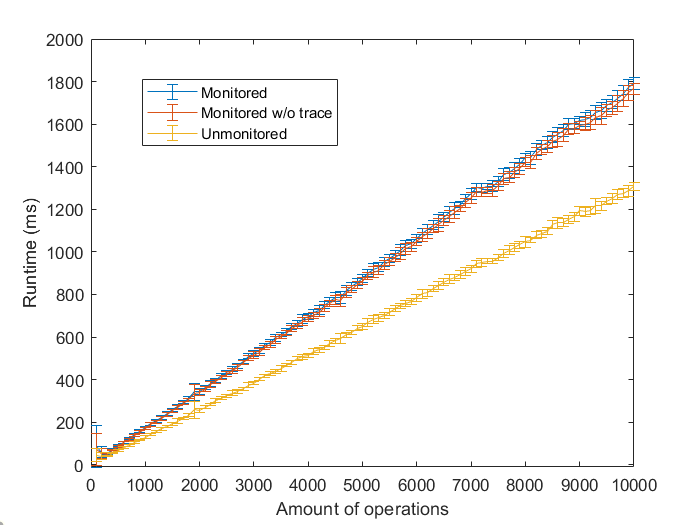 2000
1800
1600
1400
1200
1000
800
600
400
200
0
Runtime (ms)
Monitored
Monitored w/o trace
Unmonitored
0 1000 2000 3000 4000 5000 6000 7000 8000 9000 10000
Amount of operations